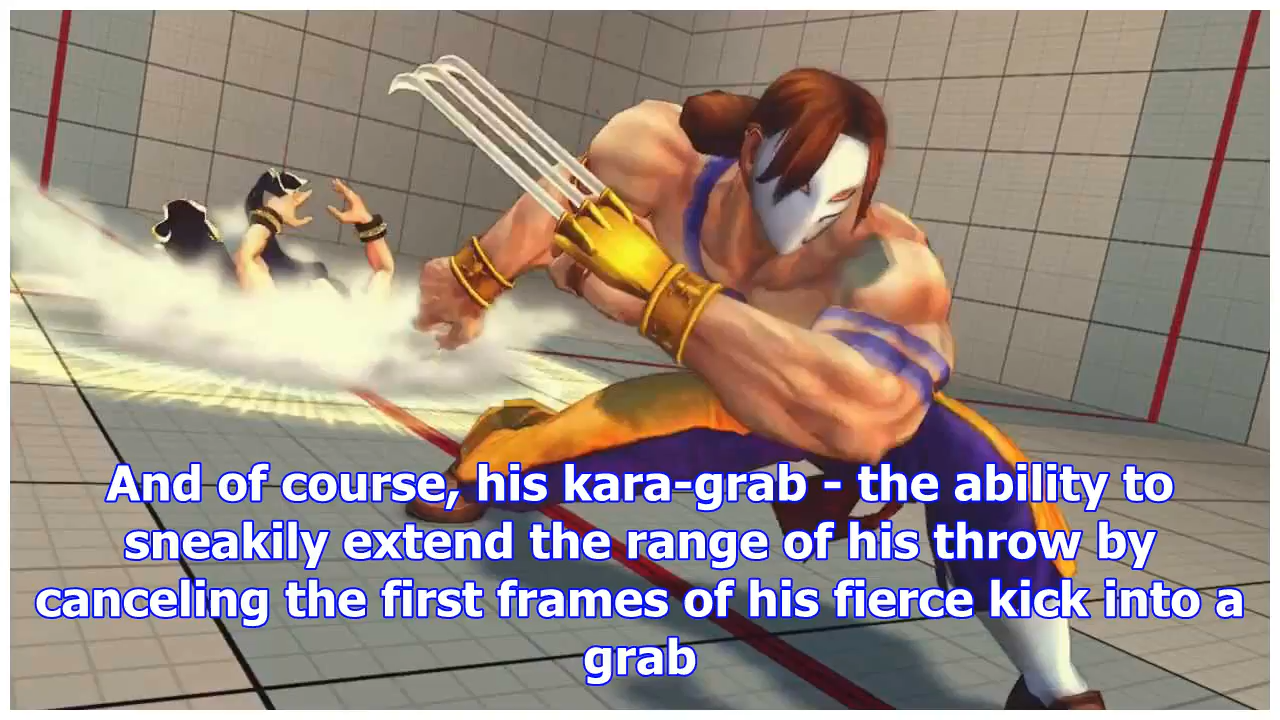 And of course, his kara-grab - the ability to
sneakily extend the range of his throw by
canceling the first frames of his fierce kick into a
grab